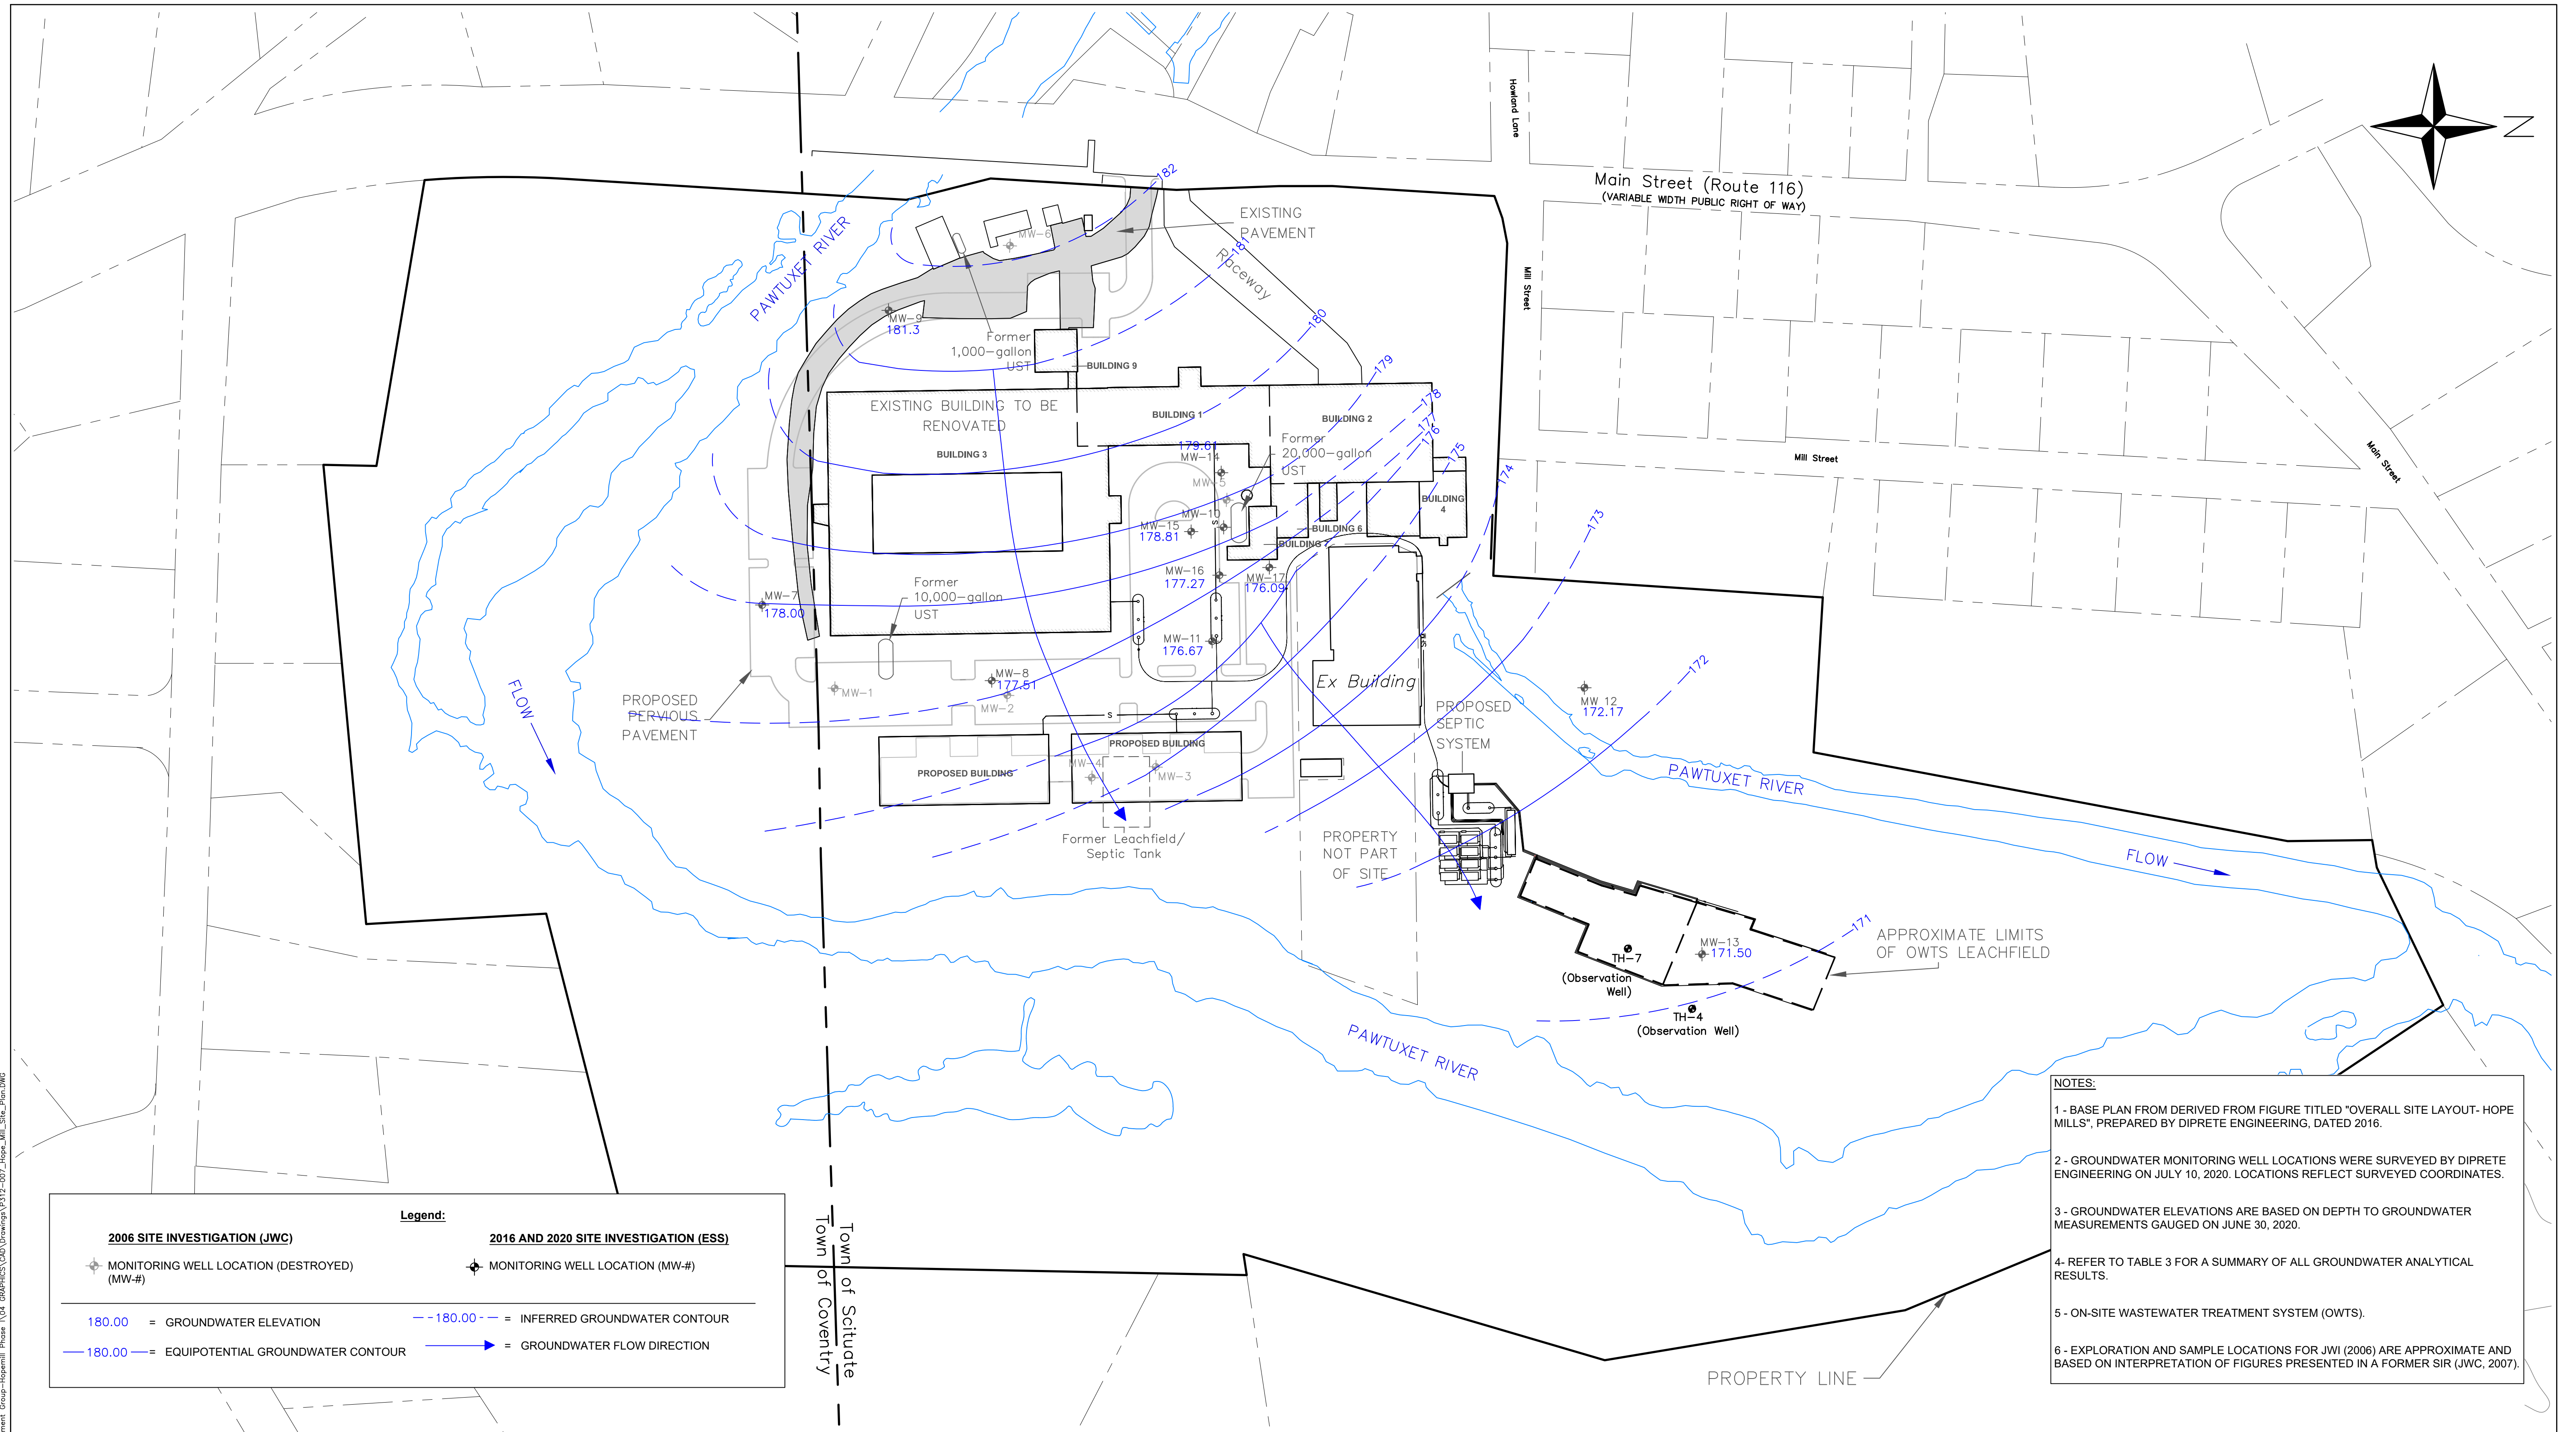 Howland Lane
N
Main Street (Route 116)
(VARIABLE WIDTH PUBLIC RIGHT OF WAY)
182
EXISTING
PAVEMENT
PAWTUXET RIVER
MW-6
181
Raceway
Mill Street
MW-9
181.3
180
Former
1,000-gallon
UST
BUILDING 9
179
EXISTING BUILDING TO BE
RENOVATED
BUILDING 1
BUILDING 2
178
177
176
175
174
BUILDING 3
179.61
MW-14
Former
20,000-gallon
UST
MW-5
Mill Street
Main Street
BUILDING
4
MW-10
MW-15
178.81
S
BUILDING 6
BUILDING 7
173
MW-16
177.27
MW-17
176.09
MW-7
178.00
Former
10,000-gallon
UST
MW-11
176.67
172
FLOW
MW-8
177.51
MW-1
MW-2
Ex Building
MW 12
172.17
PROPOSED
PERVIOUS
PAVEMENT
S
PROPOSED
SEPTIC
SYSTEM
PROPOSED BUILDING
PROPOSED BUILDING
MW-4
MW-3
PAWTUXET RIVER
Former Leachfield/
Septic Tank
PROPERTY
NOT PART
OF SITE
FLOW
171
MW-13
171.50
APPROXIMATE LIMITS
OF OWTS LEACHFIELD
TH-7
(Observation
Well)
TH-4
(Observation Well)
PAWTUXET RIVER
NOTES:
1 - BASE PLAN FROM DERIVED FROM FIGURE TITLED "OVERALL SITE LAYOUT- HOPE
MILLS", PREPARED BY DIPRETE ENGINEERING, DATED 2016.
2 - GROUNDWATER MONITORING WELL LOCATIONS WERE SURVEYED BY DIPRETE
ENGINEERING ON JULY 10, 2020. LOCATIONS REFLECT SURVEYED COORDINATES.
3 - GROUNDWATER ELEVATIONS ARE BASED ON DEPTH TO GROUNDWATER
MEASUREMENTS GAUGED ON JUNE 30, 2020.
4- REFER TO TABLE 3 FOR A SUMMARY OF ALL GROUNDWATER ANALYTICAL
RESULTS.
5 - ON-SITE WASTEWATER TREATMENT SYSTEM (OWTS).
6 - EXPLORATION AND SAMPLE LOCATIONS FOR JWI (2006) ARE APPROXIMATE AND
BASED ON INTERPRETATION OF FIGURES PRESENTED IN A FORMER SIR (JWC, 2007).
Legend:
2006 SITE INVESTIGATION (JWC)
2016 AND 2020 SITE INVESTIGATION (ESS)
MONITORING WELL LOCATION (DESTROYED)
(MW-#)
MONITORING WELL LOCATION (MW-#)
180.00 = GROUNDWATER ELEVATION
180.00 = INFERRED GROUNDWATER CONTOUR
180.00 = EQUIPOTENTIAL GROUNDWATER CONTOUR
= GROUNDWATER FLOW DIRECTION
Town of Scituate
Town of Coventry
PROPERTY LINE
ment Group-Hopemill Phase I\04 GRAPHICS\CAD\Drawings\P312-007_Hope_Mill_Site_Plan.DWG